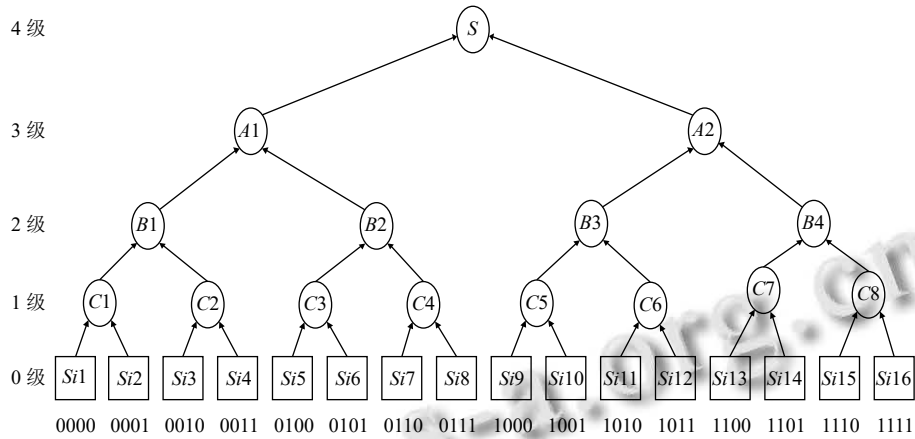 4 级 S
3 级 A1 A2
2 级 B1 B2 B3 B4
1 级 C1 C2 C3 C4 C5 C6 C7 C8
0 级 Si1 Si2 Si3 Si4 Si5 Si6 Si7 Si8 Si9 Si10 Si11 Si12 Si13 Si14 Si15 Si16
0000 0001 0010 0011 0100 0101 0110 0111 1000 1001 1010 1011 1100 1101 1110 1111